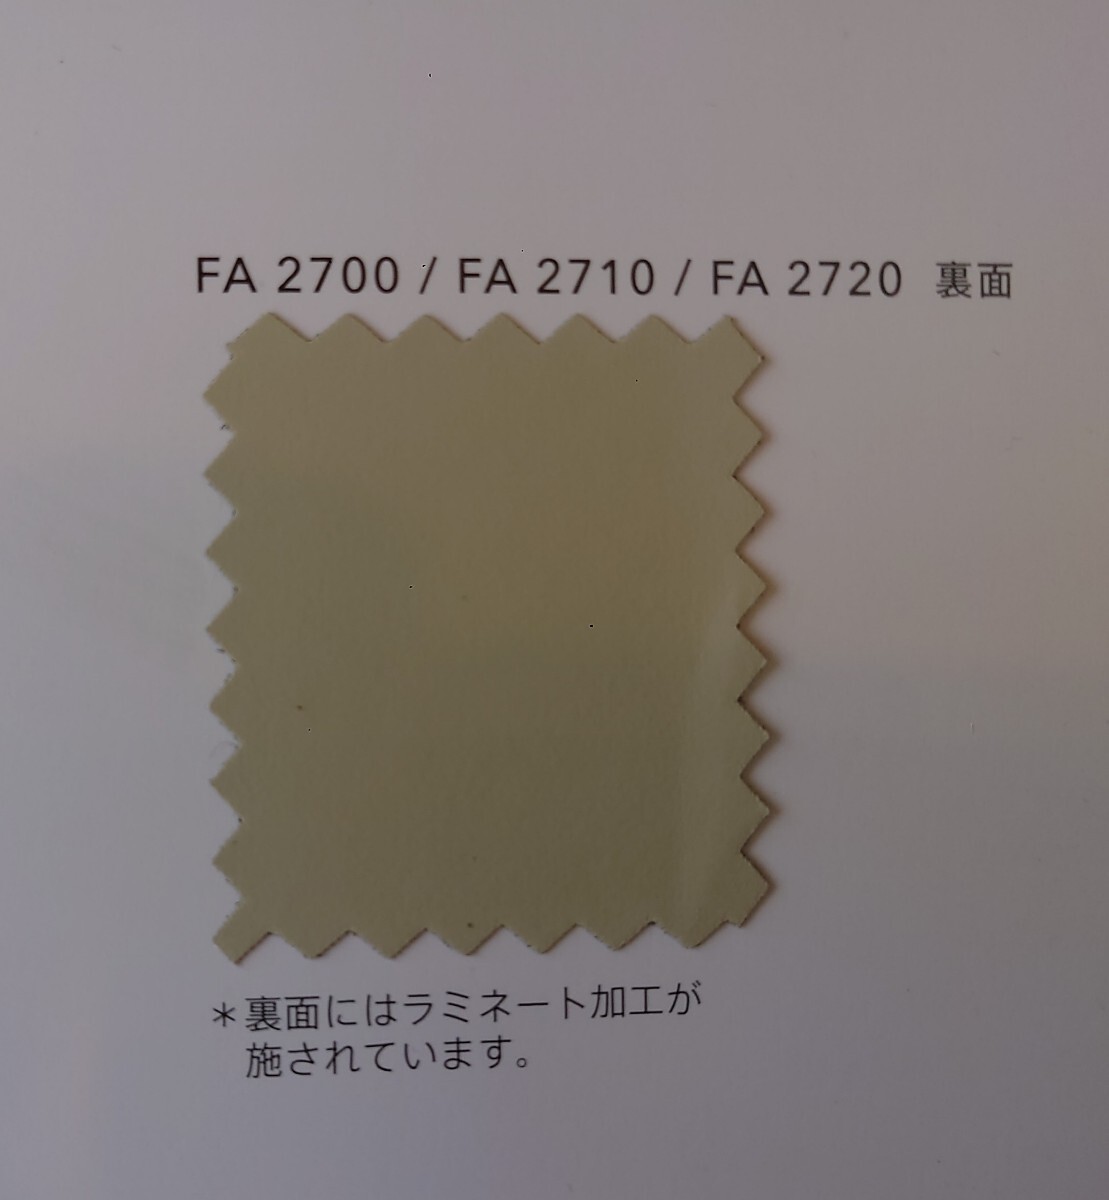 FA 2700 / FA 2710 / FA 2720 裏面
＊裏面にはラミネート加工が
施されています。